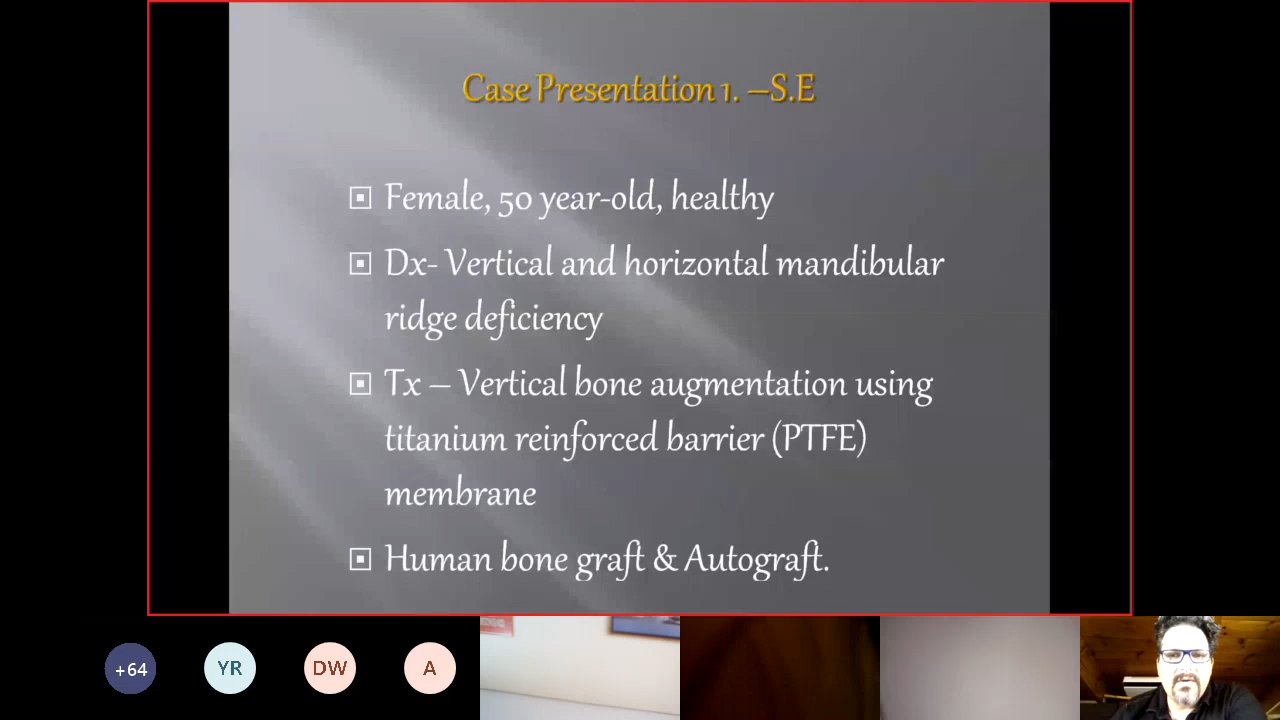 Case Presentation 1. –S.E
Female, 50 year-old, healthy
Dx- Vertical and horizontal mandibular
ridge deficiency
Tx – Vertical bone augmentation using
titanium reinforced barrier (PTFE)
membrane
Human bone graft & Autograft.
+64 YR DW A